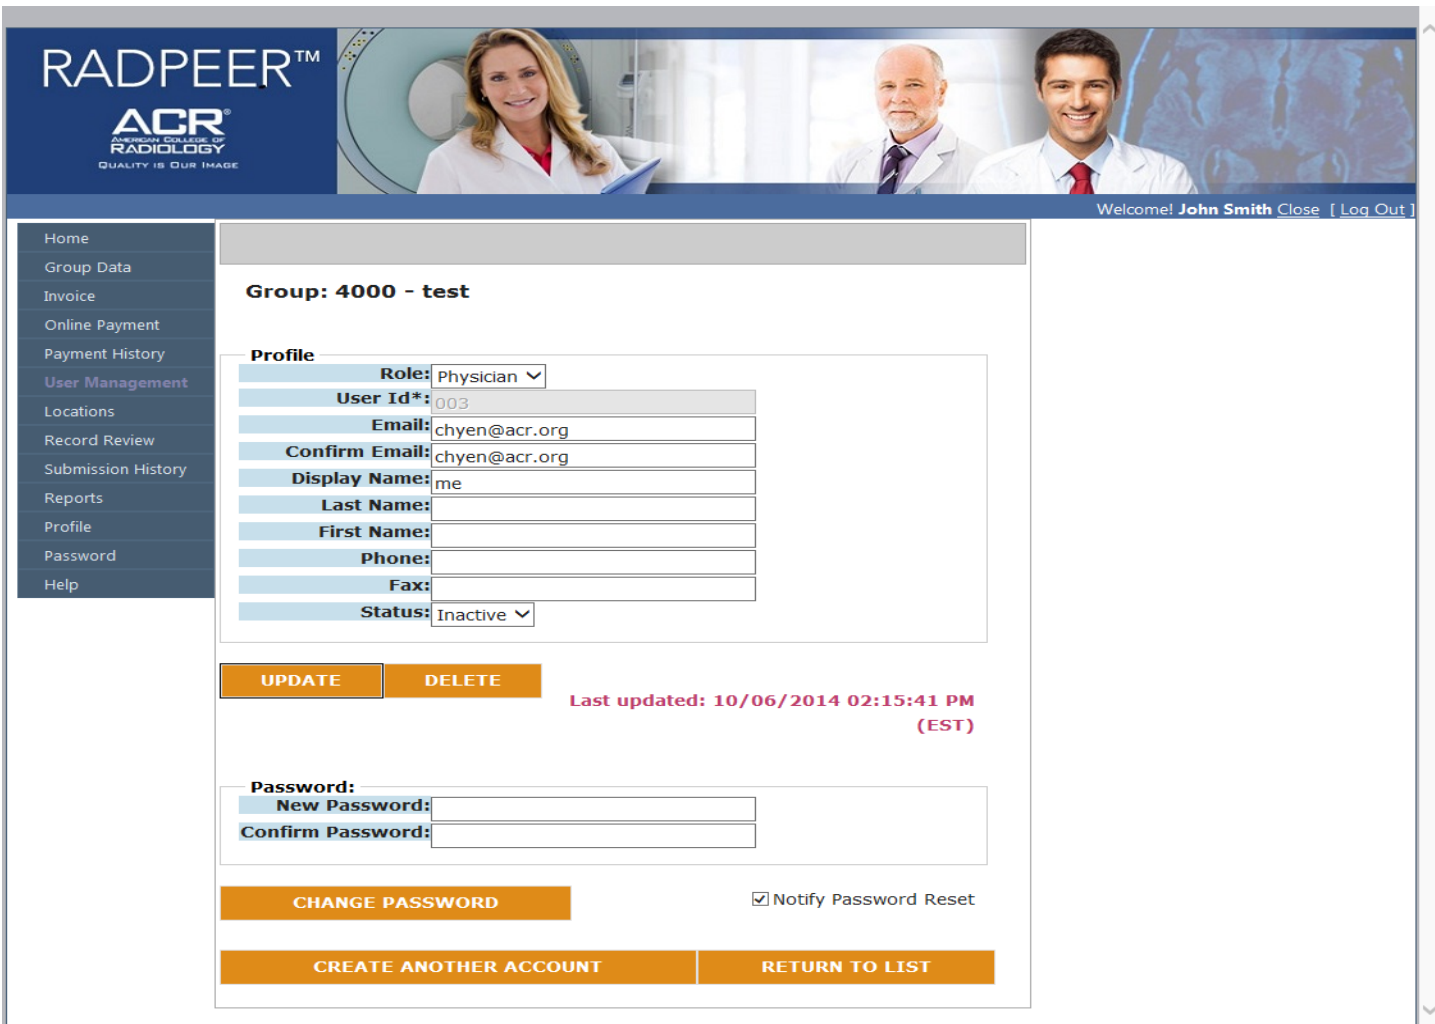 RADPEER™
ACR®
AMERICAN COLLEGE OF
RADIOLOGY
QUALITY IS OUR IMAGE
Welcome! John Smith Close [ Log Out ]
Home
Group Data
Invoice
Online Payment
Payment History
User Management
Locations
Record Review
Submission History
Reports
Profile
Password
Help
Group: 4000 - test
Profile
Role: Physician
User Id*: 003
Email: chyen@acr.org
Confirm Email: chyen@acr.org
Display Name: me
Last Name:
First Name:
Phone:
Fax:
Status: Inactive
UPDATE DELETE
Last updated: 10/06/2014 02:15:41 PM
(EST)
Password:
New Password:
Confirm Password:
CHANGE PASSWORD Notify Password Reset
CREATE ANOTHER ACCOUNT RETURN TO LIST